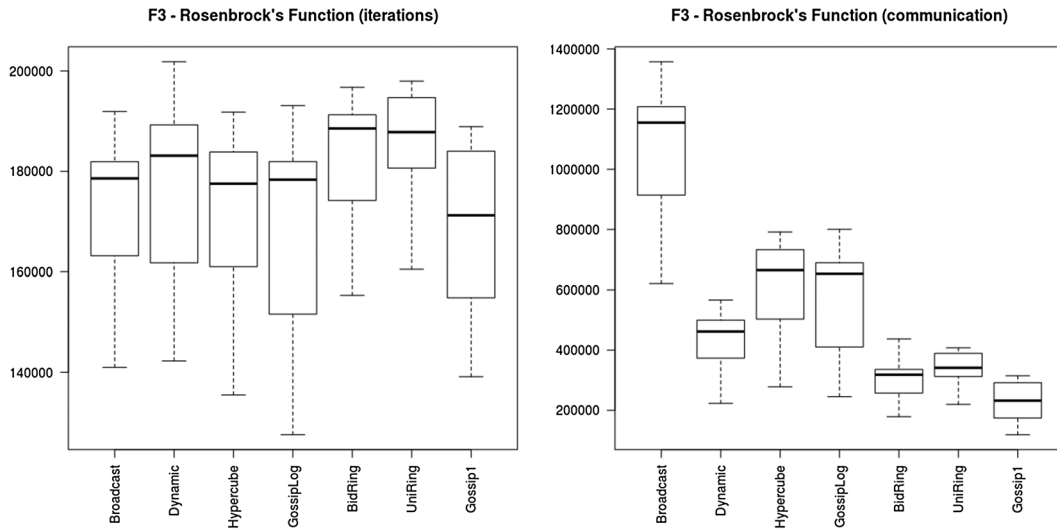 F3 - Rosenbrock's Function (iterations)
200000
180000
160000
140000
Broadcast
Dynamic
Hypercube
GossipLog
BidRing
UniRing
Gossip1
F3 - Rosenbrock's Function (communication)
1400000
1200000
1000000
800000
600000
400000
200000
Broadcast
Dynamic
Hypercube
GossipLog
BidRing
UniRing
Gossip1